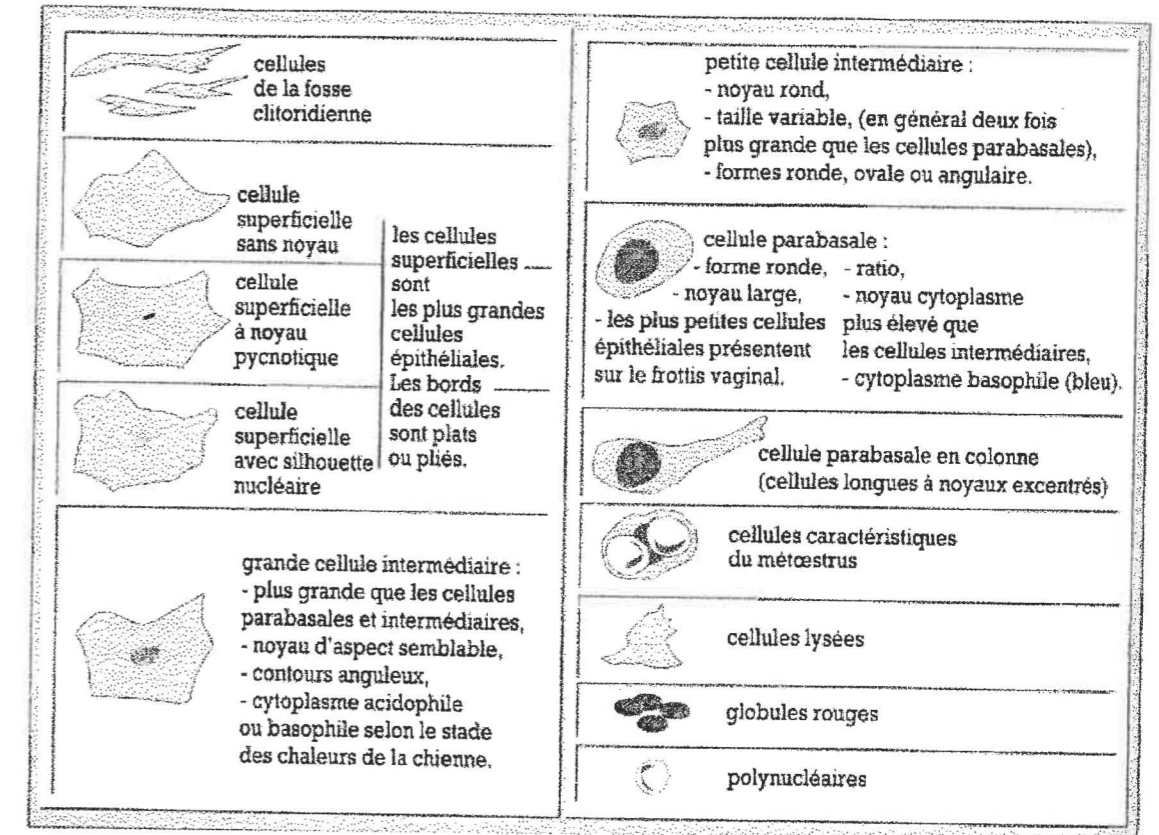 cellules
de la fosse
clitoridienne
cellule
superficielle
sans noyau
cellule
superficielle
à noyau
pycnotique
cellule
superficielle
avec silhouette
nucléaire
les cellules
superficielles
sont
les plus grandes
cellules
épithéliales.
Les bords
des cellules
sont plats
ou pliés.
grande cellule intermédiaire :
- plus grande que les cellules
parabasales et intermédiaires,
- noyau d'aspect semblable,
- contours anguleux,
- cytoplasme acidophile
ou basophile selon le stade
des chaleurs de la chienne.
petite cellule intermédiaire :
- noyau rond,
- taille variable, (en général deux fois
plus grande que les cellules parabasales),
- formes ronde, ovale ou angulaire.
cellule parabasale :
- forme ronde,
- noyau large,
- les plus petites cellules
épithéliales présentent
sur le frottis vaginal.
- ratio,
- noyau cytoplasme
plus élevé que
les cellules intermédiaires,
- cytoplasme basophile (bleu).
cellule parabasale en colonne
(cellules longues à noyaux excentrés)
cellules caractéristiques
du métœstrus
cellules lysées
globules rouges
polynucléaires